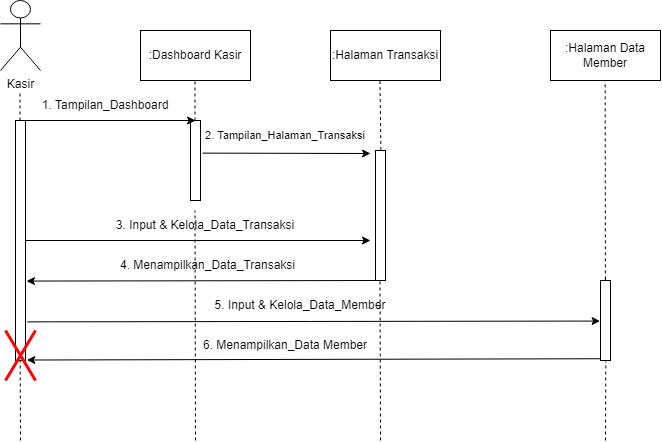 :Dashboard Kasir
:Halaman Transaksi
:Halaman Data
Member
Kasir
1. Tampilan_Dashboard
2. Tampilan_Halaman_Transaksi
3. Input & Kelola_Data_Transaksi
4. Menampilkan_Data_Transaksi
5. Input & Kelola_Data_Member
6. Menampilkan_Data Member